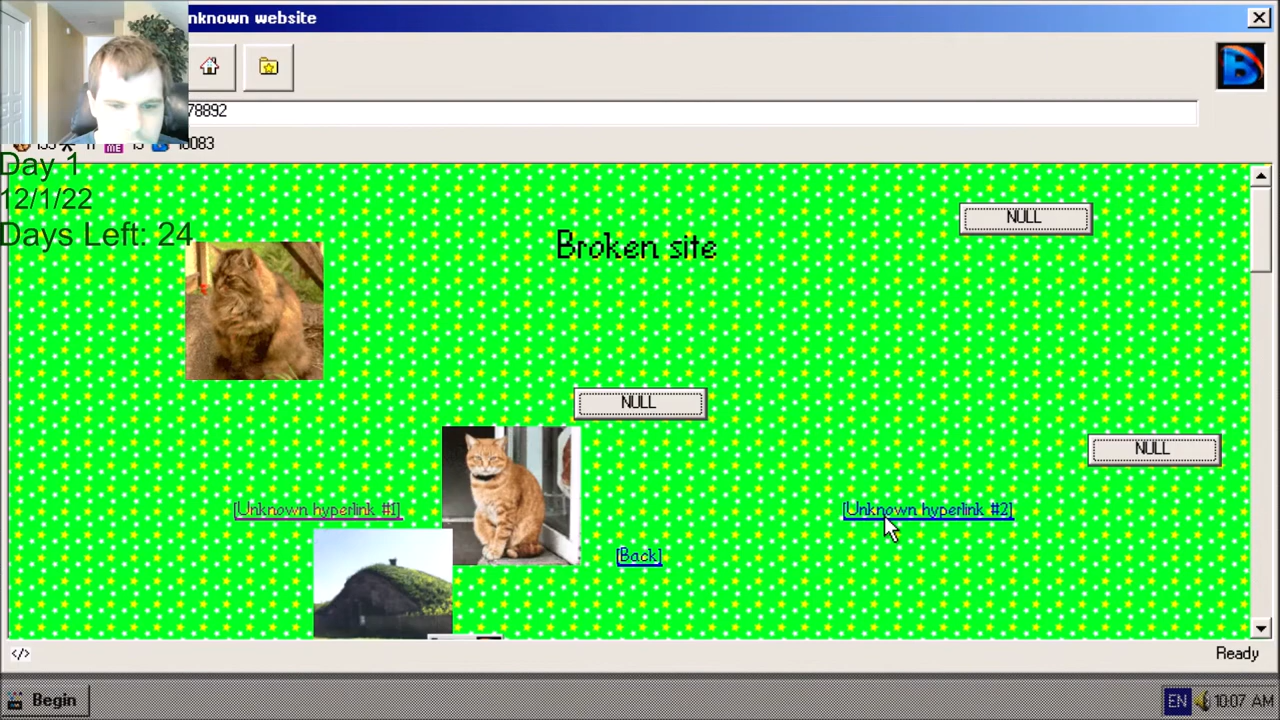 nknown website
78892
10083
Day 1
12/1/22
Days Left: 24
NULL
Broken site
NULL
NULL
[Unknown hyperlink #1]
[Unknown hyperlink #2]
[Back]
</>
Ready
Begin
EN
10:07 AM